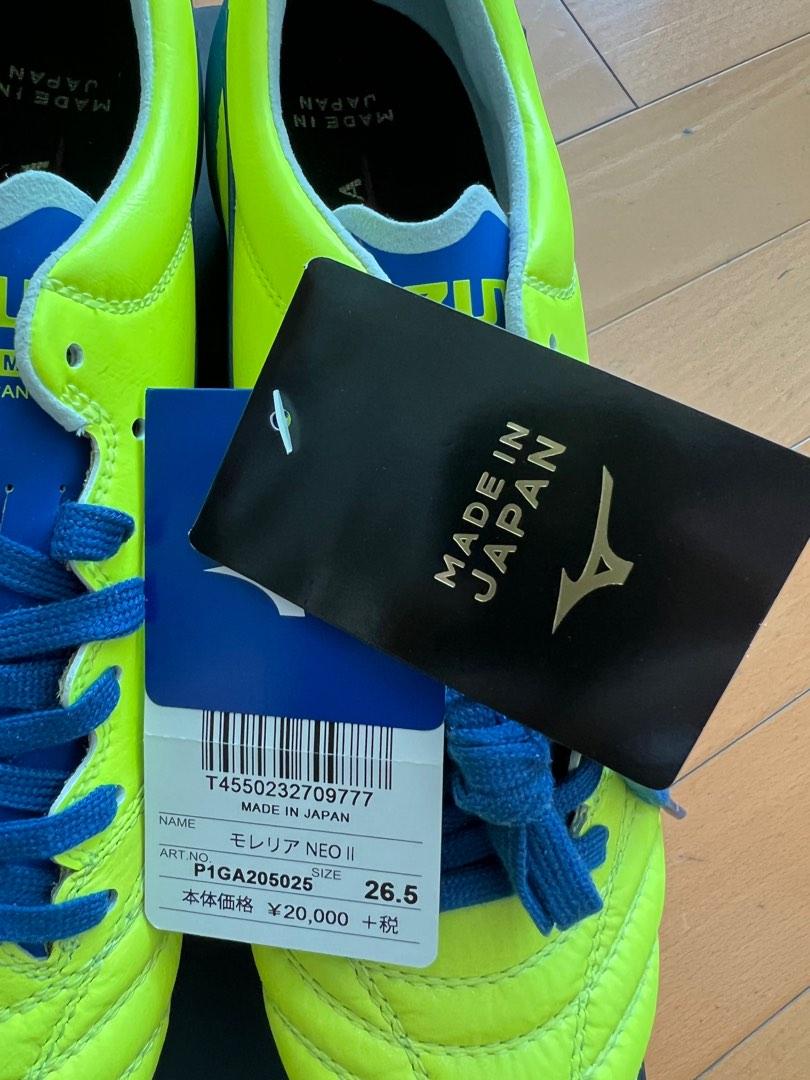 MADE IN
JAPAN
MADE IN
JAPAN
ZU
MADE IN
JAPAN
T4550232709777
MADE IN JAPAN
NAME
モレリア NEO II
ART.NO.
P1GA205025
SIZE
26.5
本体価格 ¥20,000 +税